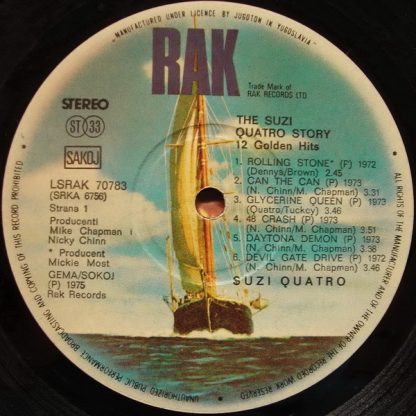 MANUFACTURED UNDER LICENCE BY JUGOTON IN YUGOSLAVIA
RAK
Trade Mark of
RAK RECORDS LTD.
STEREO
ST 33
SAKOJ
LSRAK 70783
(SRKA 6756)
Strana 1
Producenti
Mike Chapman i
Nicky Chinn
* Producent
Mickie Most
GEMA/SOKOJ
(P) 1975
Rak Records
THE SUZI
QUATRO STORY
12 Golden Hits
1. ROLLING STONE* (P) 1972
(Dennys/Brown) 2.45
2. CAN THE CAN (P) 1973
(N. Chinn/M. Chapman) 3.31
3. GLYCERINE QUEEN (P) 1973
(Quatro/Tuckey) 3.46
4. 48 CRASH (P) 1973
(N. Chinn/M. Chapman) 3.51
5. DAYTONA DEMON (P) 1973
(N. Chinn/M. Chapman) 3.38
6. DEVIL GATE DRIVE (P) 1972
(N. Chinn/M. Chapman) 3.46
SUZI QUATRO
ALL RIGHTS OF THE MANUFACTURER AND OF THE OWNER OF THE RECORDED WORK RESERVED
UNAUTHORIZED PUBLIC PERFORMANCE BROADCASTING AND COPYING OF THIS RECORD PROHIBITED